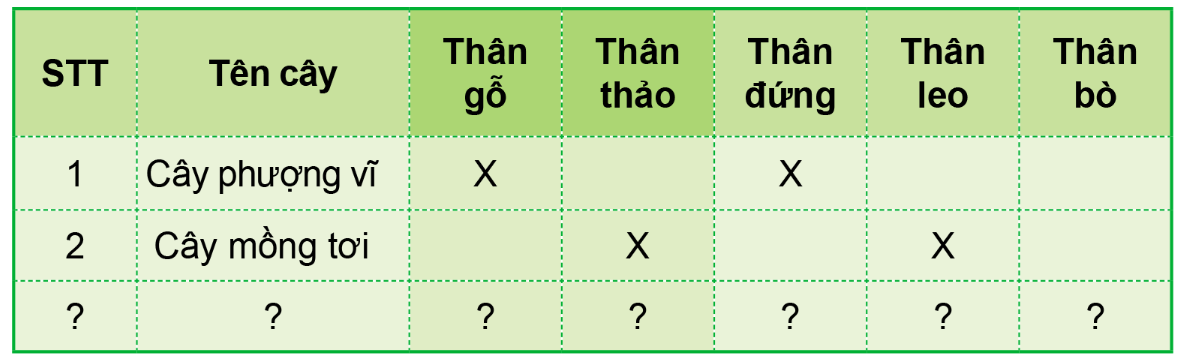 STT Tên cây Thân gỗ Thân thảo Thân đứng Thân leo Thân bò
1 Cây phượng vĩ X X
2 Cây mồng tơi X X
? ? ? ? ? ? ?